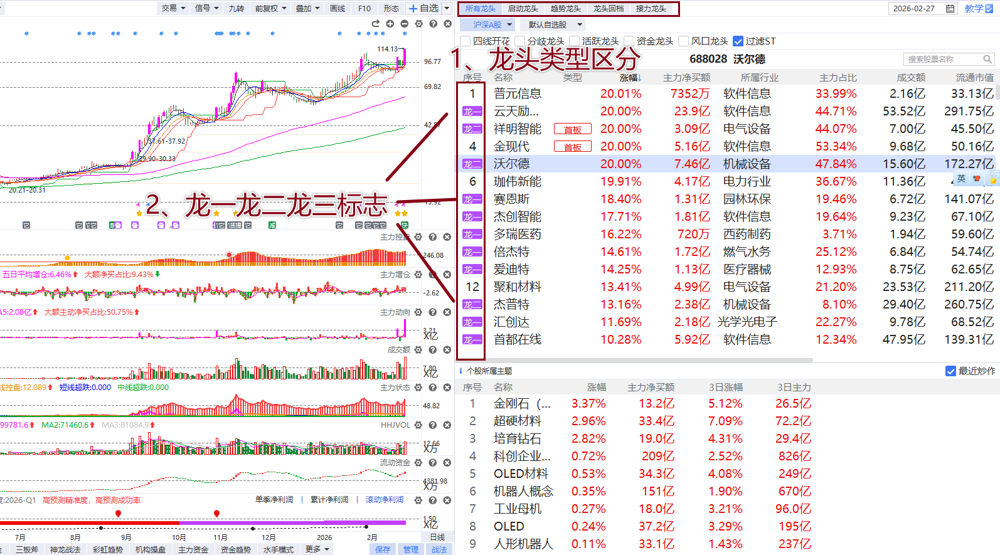 交易 信号 九转 前复权 叠加 画线 F10 形态 自选
114.13
96.77
69.82
37.61-37.92
29.90-30.33
20.21-20.31
主力控盘
246.08
五日平均增仓:6.46% 大额净买占比:9.43% 主力增仓
-2.62
A5:2.08亿 大额主动净买占比:50.75% 主力动向
3.21
X亿
成交额
7.80
X亿
线控盘:12.089 短线超跌:0.000 中线超跌:0.000 主力状态
48.82
99781.6 MA2:71460.6 MA3:81084.9 HHJVOL
12.66
X万
流动资金
4381.98
X万
度:2026-Q1 高预测精准度，高预测成功率 单季净利润 | 累计净利润 | 滚动净利润
1.50
X亿
7月 8月 9月 10月 11月 12月 2026 2月 日线
三板斧 神龙战法 彩虹趋势 机构操盘 主力资金 资金趋势 水手模式 更多 保存 管理 战法
所有龙头 启动龙头 趋势龙头 龙头回档 接力龙头 2026-02-27 教学
沪深A股 默认自选股
四线开花 分歧龙头 活跃龙头 资金龙头 风口龙头 过滤ST
1、龙头类型区分
2、龙一龙二龙三标志
688028 沃尔德 搜索股票名称
序号 名称 类型 涨幅↓ 主力净买额 所属行业 主力占比 成交额 流通市值
1 普元信息 20.01% 7352万 软件信息 33.99% 2.16亿 33.13亿
龙一 云天励... 20.00% 23.9亿 软件信息 44.71% 53.52亿 291.75亿
龙二 祥明智能 首板 20.00% 3.09亿 电气设备 44.07% 7.00亿 45.50亿
4 金现代 首板 20.00% 5.16亿 软件信息 53.34% 9.68亿 50.16亿
龙二 沃尔德 20.00% 7.46亿 机械设备 47.84% 15.60亿 172.27亿
6 珈伟新能 19.91% 4.17亿 电力行业 36.67% 11.36亿
英
龙一 赛恩斯 18.40% 1.31亿 园林环保 19.46% 6.72亿 141.07亿
龙一 杰创智能 17.71% 1.81亿 软件信息 19.64% 9.23亿 67.10亿
龙一 多瑞医药 16.22% 720万 西药制药 3.71% 1.94亿 59.60亿
龙一 倍杰特 14.61% 1.72亿 燃气水务 25.12% 6.84亿 54.74亿
龙一 爱迪特 14.25% 1.13亿 医疗器械 12.93% 8.75亿 62.65亿
12 聚和材料 13.41% 4.99亿 电气设备 21.20% 23.53亿 211.20亿
龙二 杰普特 13.16% 2.38亿 机械设备 8.10% 29.40亿 260.75亿
龙一 汇创达 11.69% 2.18亿 光学光电子 22.27% 9.78亿 68.52亿
龙一 首都在线 10.28% 5.92亿 软件信息 12.34% 47.95亿 139.31亿
个股所属主题 最近炒作
序号 名称 涨幅 主力净买额 3日涨幅 3日主力
1 金刚石（... 3.37% 13.2亿 5.12% 26.5亿
2 超硬材料 2.96% 33.4亿 7.09% 72.2亿
3 培育钻石 2.82% 19.0亿 4.31% 29.4亿
4 科创企业... 0.72% 209亿 2.52% 826亿
5 OLED材料 0.53% 34.3亿 4.08% 249亿
6 机器人概念 0.35% 151亿 1.90% 670亿
7 工业母机 0.27% 18.0亿 3.21% 96.0亿
8 OLED 0.24% 37.2亿 3.29% 195亿
9 人形机器人 0.11% 33.1亿 1.43% 237亿